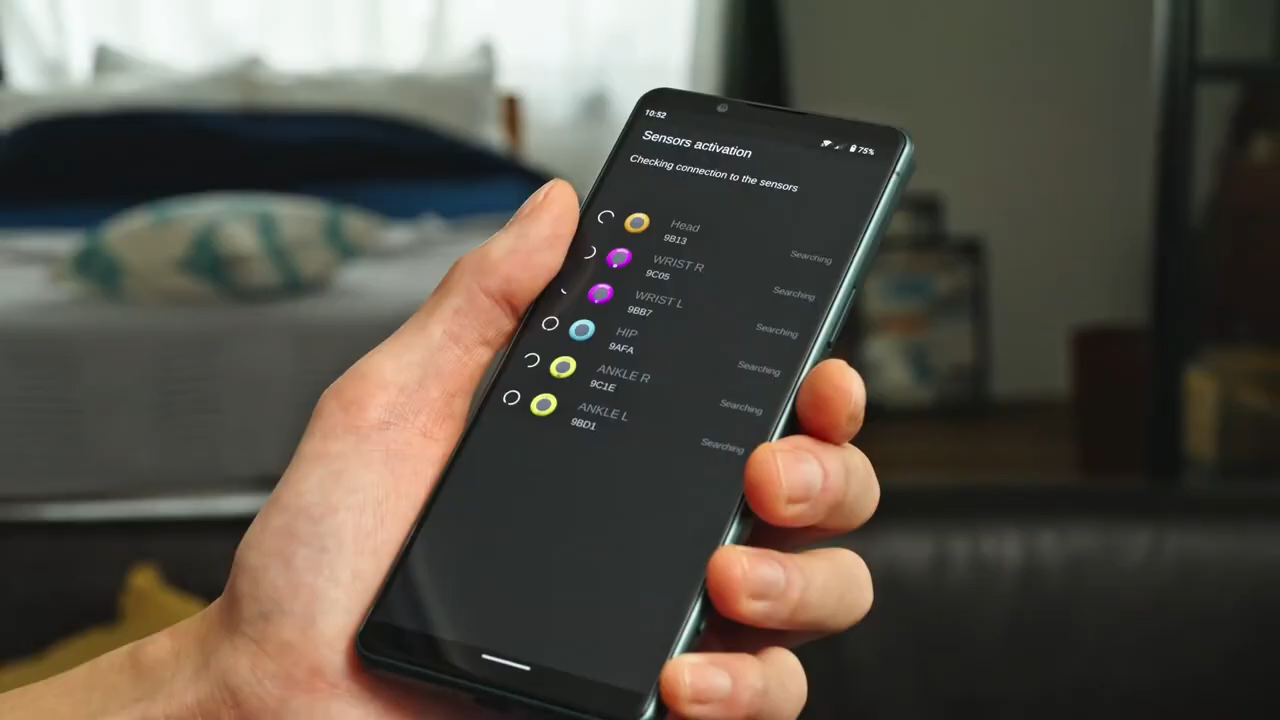 10:52
75%
Sensors activation
Checking connection to the sensors
Head
9B13
Searching
WRIST R
9C05
Searching
WRIST L
9BB7
Searching
HIP
9AFA
Searching
ANKLE R
9C1E
Searching
ANKLE L
9BD1
Searching